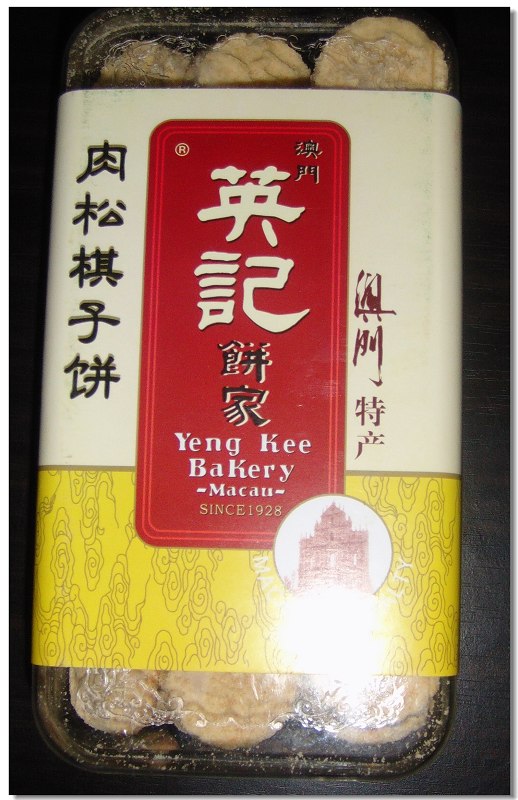 肉松棋子饼
®
澳門
英記
餅家
Yeng Kee
Bakery
-Macau-
SINCE1928
澳门
特产